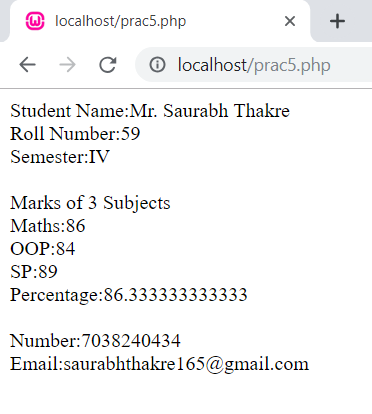 localhost/prac5.php
localhost/prac5.php
Student Name:Mr. Saurabh Thakre
Roll Number:59
Semester:IV
Marks of 3 Subjects
Maths:86
OOP:84
SP:89
Percentage:86.333333333333
Number:7038240434
Email:saurabhthakre165@gmail.com